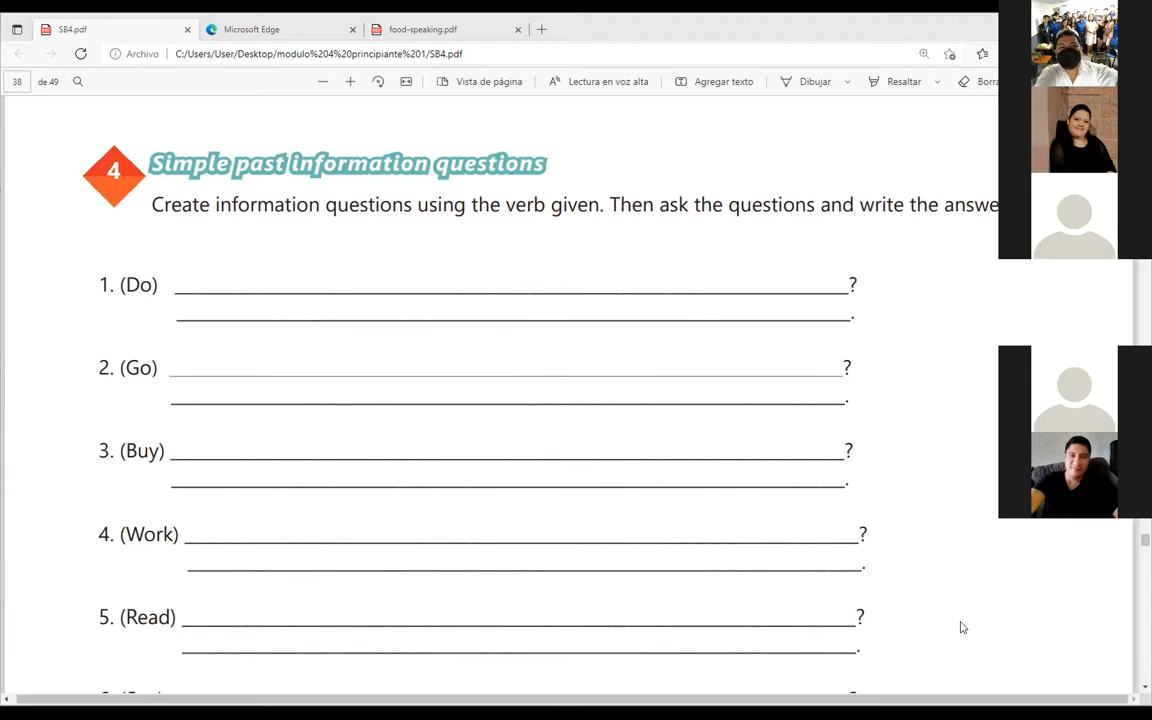 SB4.pdf
Microsoft Edge
food-speaking.pdf
Archivo
C:/Users/User/Desktop/modulo%204%20principiante%201/SB4.pdf
38
de 49
Vista de página
Lectura en voz alta
Agregar texto
Dibujar
Resaltar
4
Simple past information questions
Create information questions using the verb given. Then ask the questions and write the
1. (Do) ?
.
2. (Go) ?
.
3. (Buy) ?
.
4. (Work) ?
.
5. (Read) ?
.